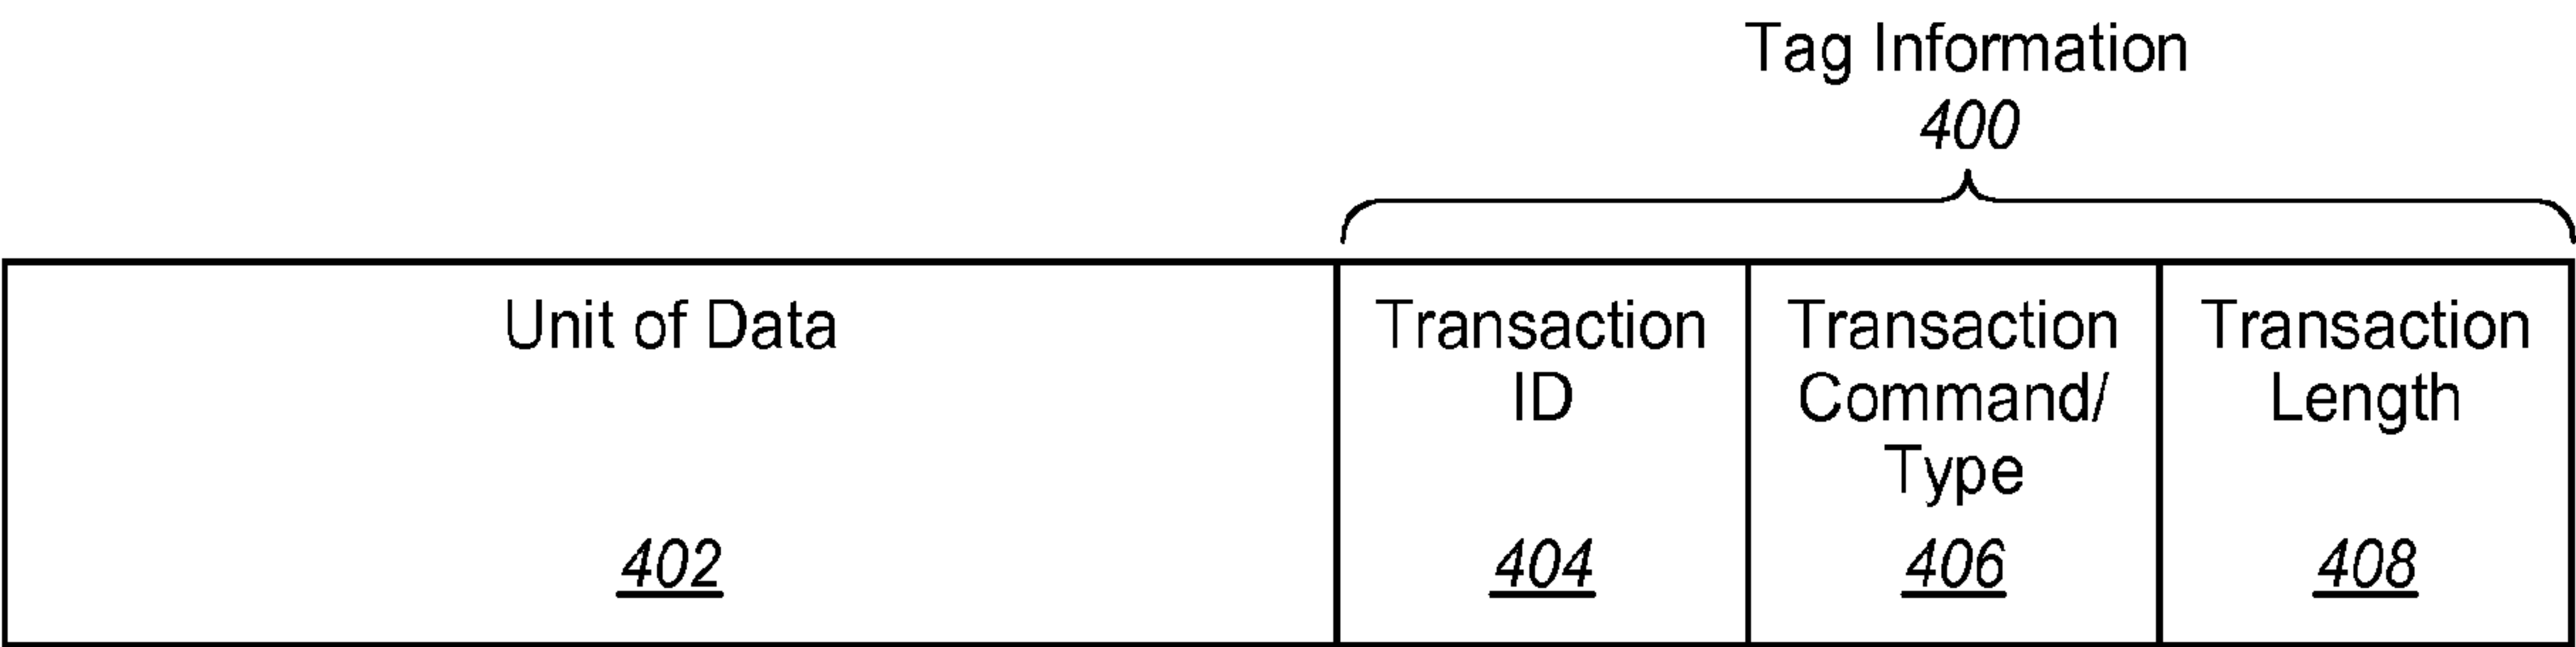 Tag Information
400
Unit of Data
402
Transaction
ID
404
Transaction
Command/
Type
406
Transaction
Length
408